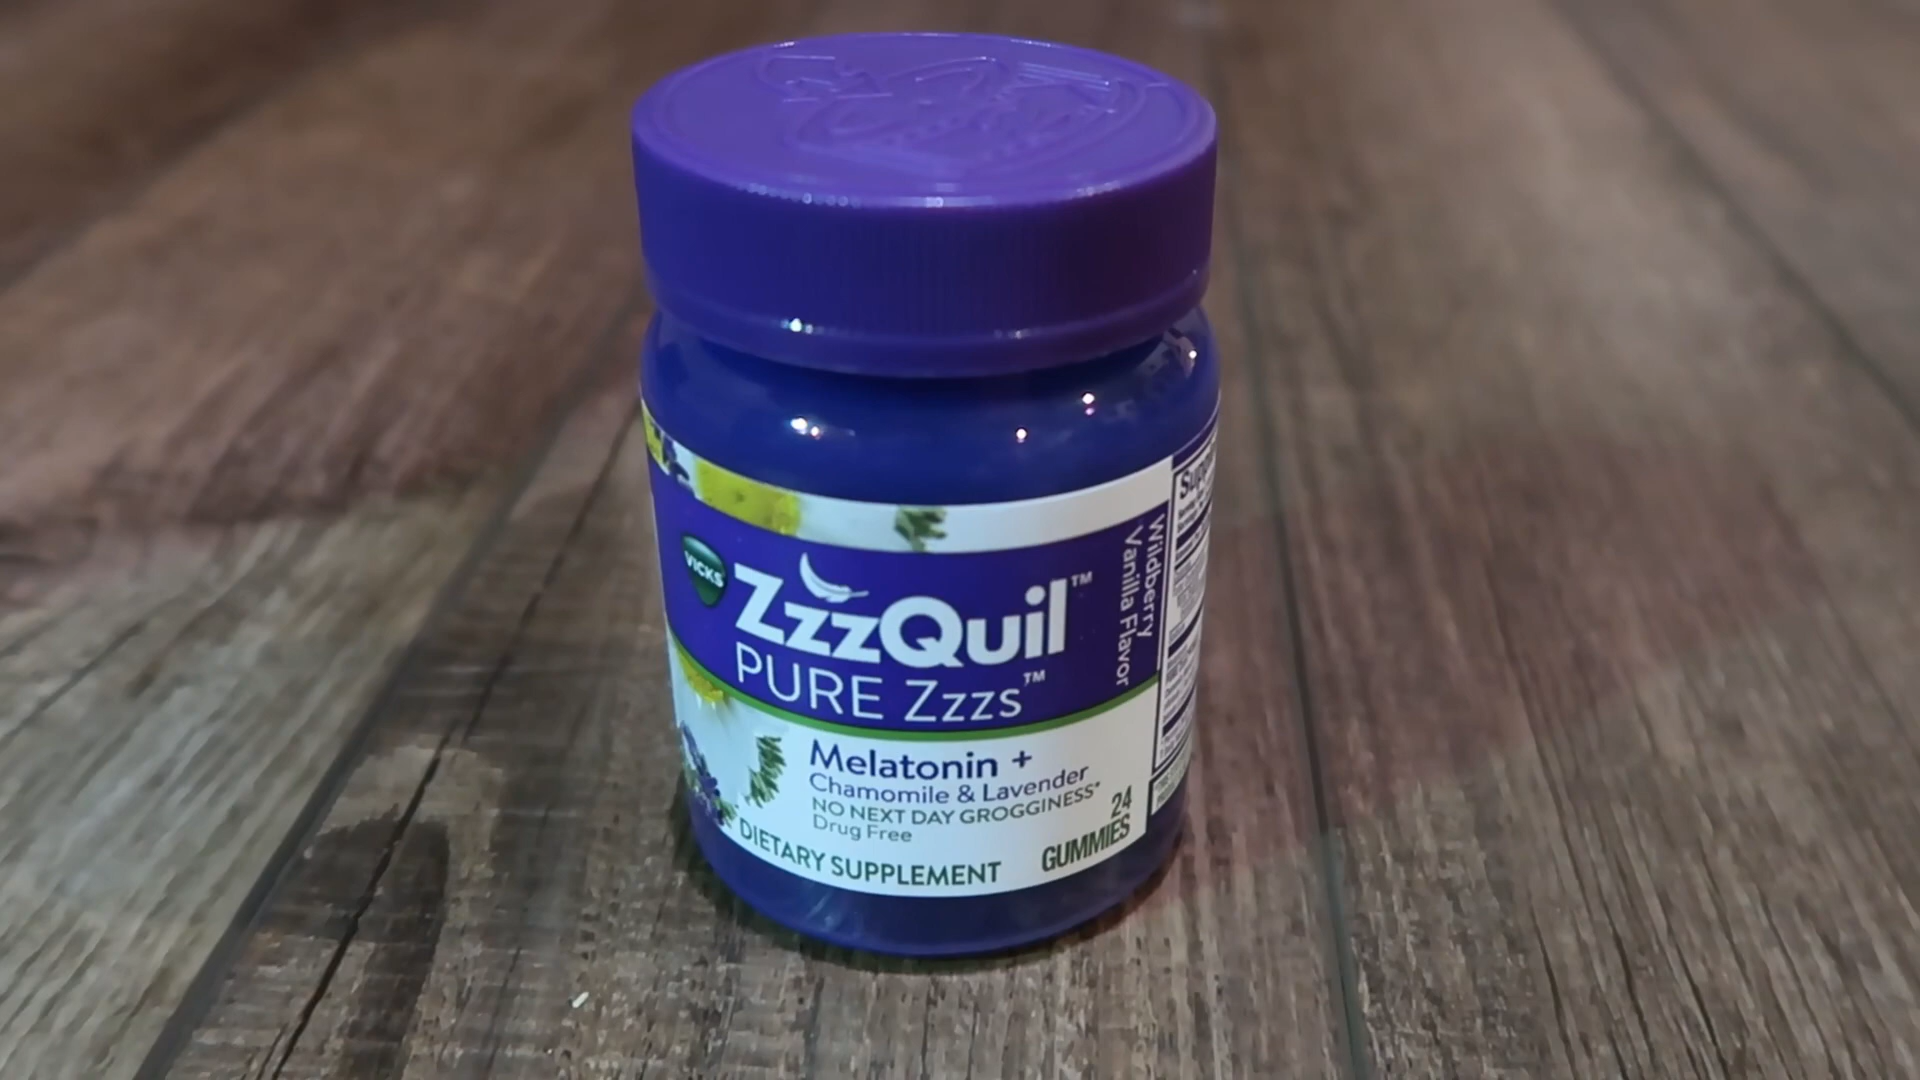 VICKS
ZzzQuil™
PURE Zzzs™
Wildberry
Vanilla Flavor
Melatonin +
Chamomile & Lavender
NO NEXT DAY GROGGINESS*
Drug Free
DIETARY SUPPLEMENT
24
GUMMIES